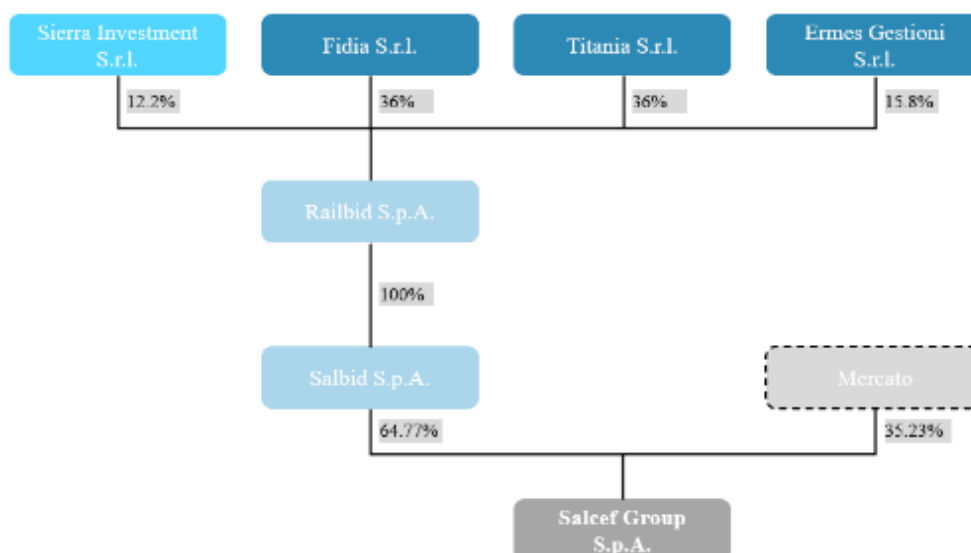 Sierra Investment
S.r.l.
Fidia S.r.l.
Titania S.r.l.
Ermes Gestioni
S.r.l.
12.2%
36%
36%
15.8%
Railbid S.p.A.
100%
Salbid S.p.A.
Mercato
64.77%
35.23%
Salcef Group
S.p.A.